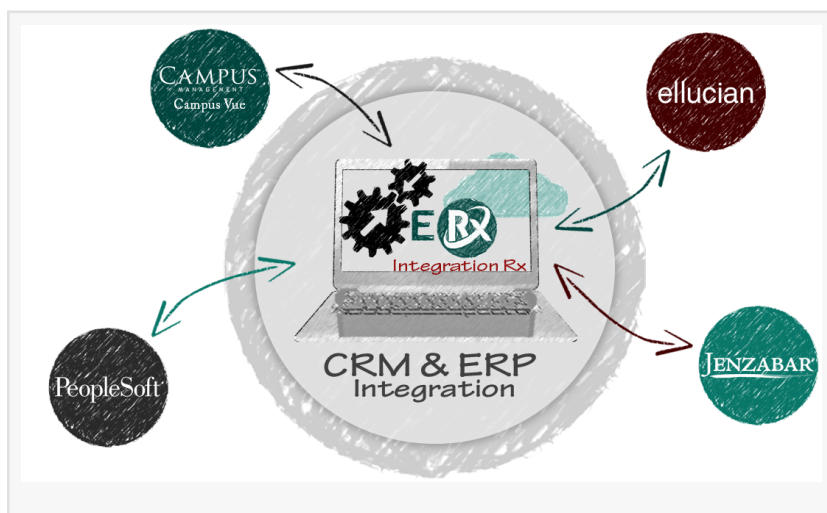 CAMPUS
MANAGEMENT
Campus Vue
ellucian
E Rx
Integration Rx
PeopleSoft
JENZABAR
CRM & ERP
Integration